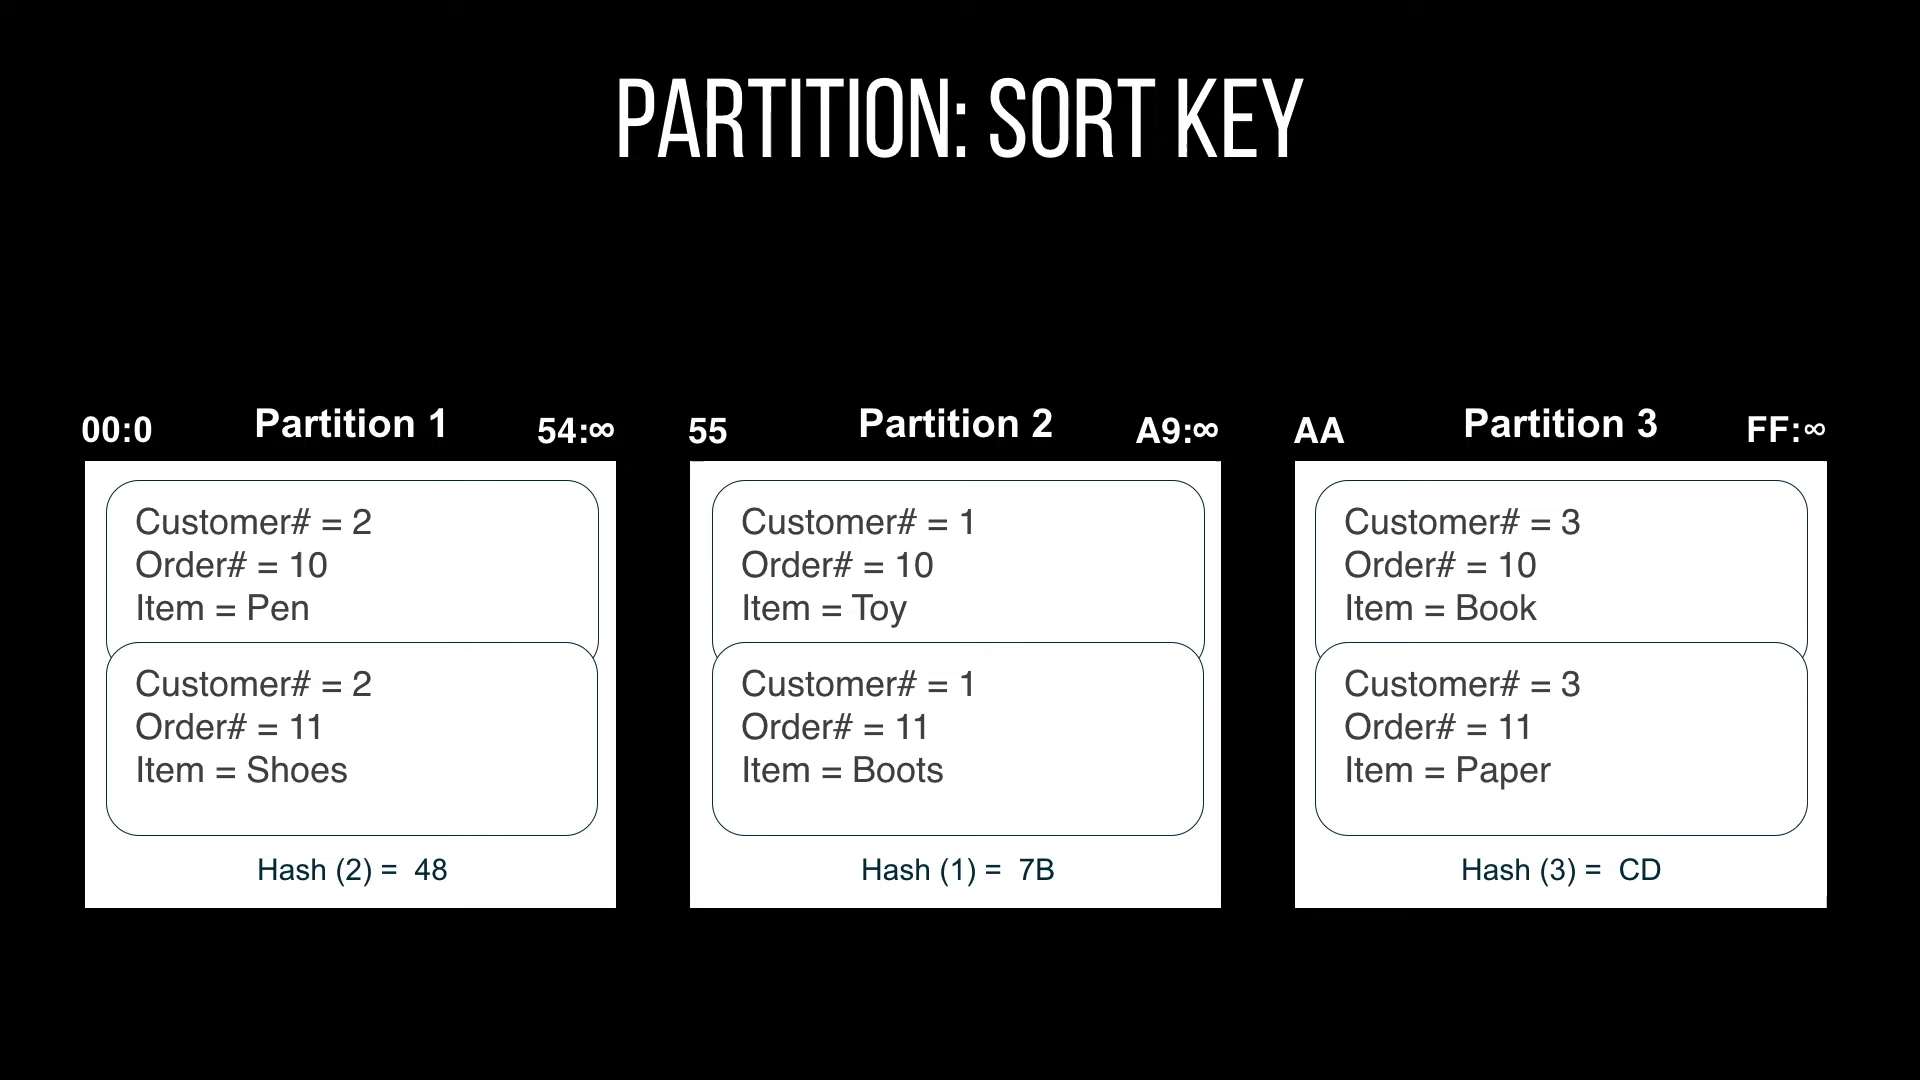 PARTITION: SORT KEY
00:0 Partition 1 54:∞
Customer# = 2
Order# = 10
Item = Pen
Customer# = 2
Order# = 11
Item = Shoes
Hash (2) = 48
55 Partition 2 A9:∞
Customer# = 1
Order# = 10
Item = Toy
Customer# = 1
Order# = 11
Item = Boots
Hash (1) = 7B
AA Partition 3 FF:∞
Customer# = 3
Order# = 10
Item = Book
Customer# = 3
Order# = 11
Item = Paper
Hash (3) = CD